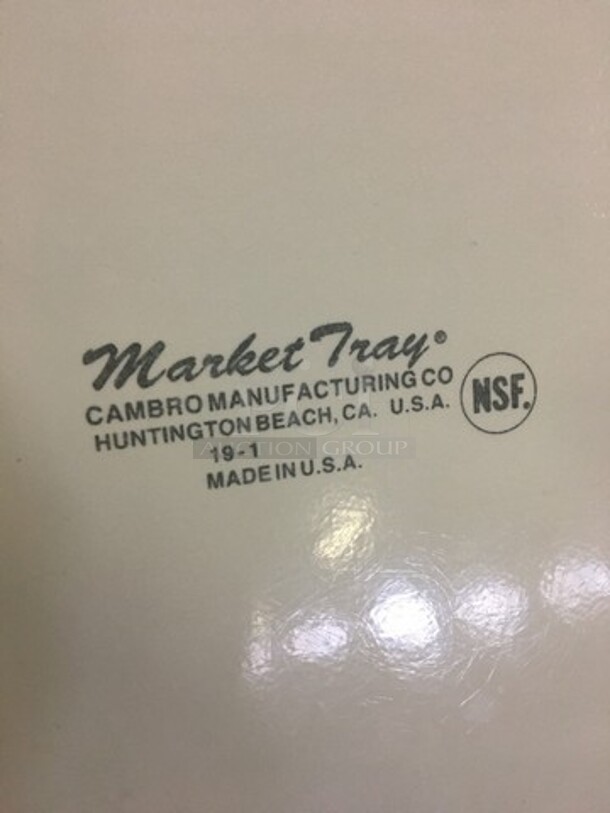 Market Tray®
CAMBRO MANUFACTURING CO
HUNTINGTON BEACH, CA. U.S.A.
NSF.
AUCTION GROUP
19-1
MADE IN U.S.A.